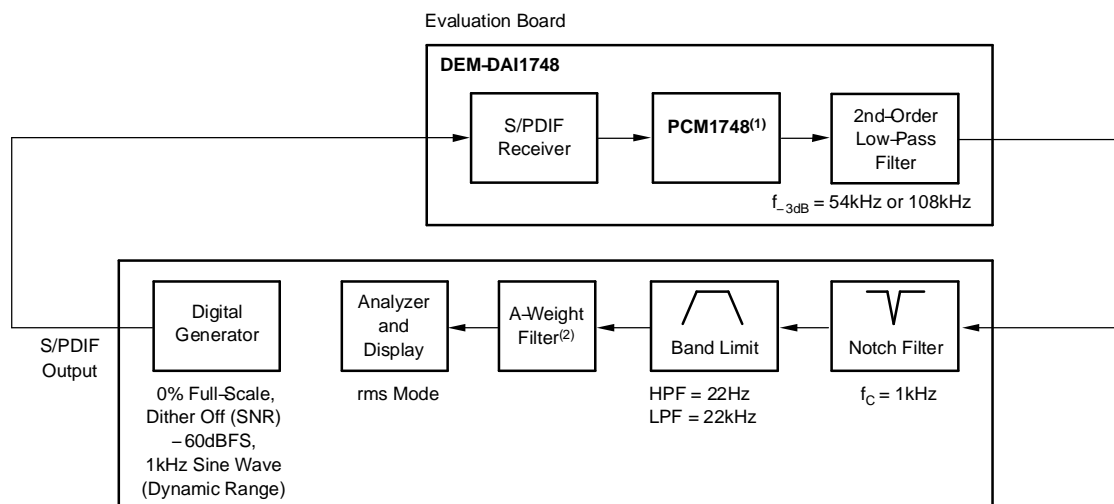 Evaluation Board
DEM–DAI1748
S/PDIF
Receiver
PCM1748(1)
2nd–Order
Low–Pass
Filter
f–3dB = 54kHz or 108kHz
S/PDIF
Output
Digital
Generator
0% Full–Scale,
Dither Off (SNR)
–60dBFS,
1kHz Sine Wave
(Dynamic Range)
Analyzer
and
Display
rms Mode
A–Weight
Filter(2)
Band Limit
HPF = 22Hz
LPF = 22kHz
Notch Filter
fC = 1kHz